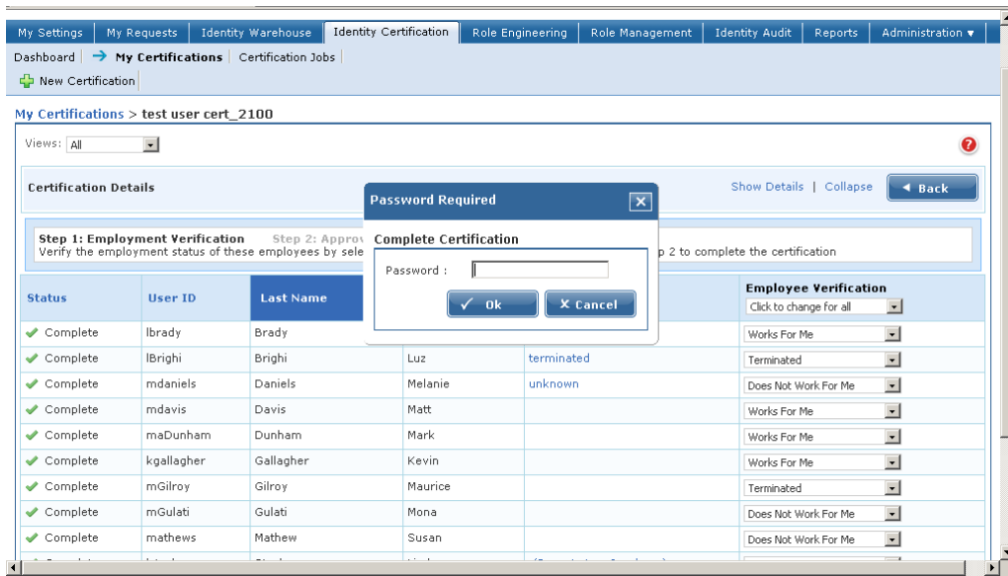 My Settings My Requests Identity Warehouse Identity Certification Role Engineering Role Management Identity Audit Reports Administration
Dashboard My Certifications Certification Jobs
New Certification
My Certifications > test user cert_2100
Views: All
Certification Details Show Details | Collapse Back
Password Required
Complete Certification
Password :
Ok Cancel
Step 1: Employment Verification Step 2: Approv
Verify the employment status of these employees by sele p 2 to complete the certification
Status User ID Last Name Employee Verification
Click to change for all
Complete lbrady Brady Works For Me
Complete lBrighi Brighi Luz terminated Terminated
Complete mdaniels Daniels Melanie unknown Does Not Work For Me
Complete mdavis Davis Matt Works For Me
Complete maDunham Dunham Mark Works For Me
Complete kgallagher Gallagher Kevin Works For Me
Complete mGilroy Gilroy Maurice Terminated
Complete mGulati Gulati Mona Does Not Work For Me
Complete mathews Mathew Susan Does Not Work For Me